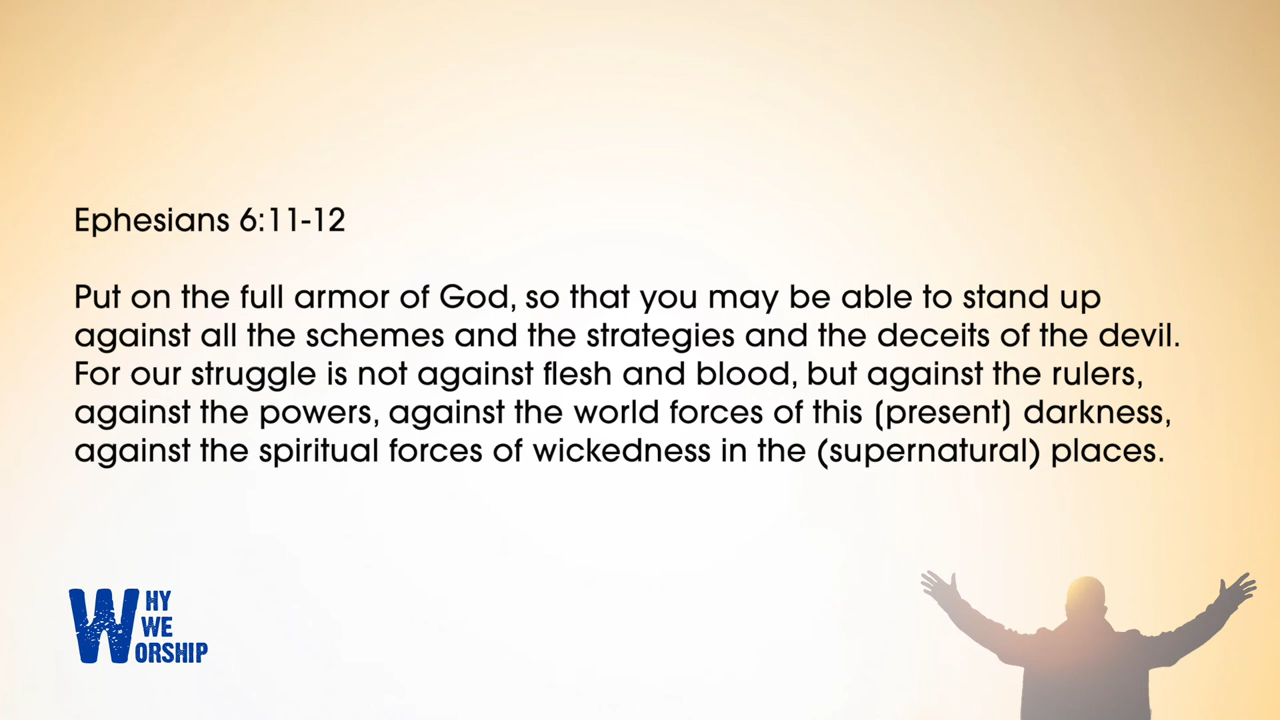 Ephesians 6:11-12
Put on the full armor of God, so that you may be able to stand up
against all the schemes and the strategies and the deceits of the devil.
For our struggle is not against flesh and blood, but against the rulers,
against the powers, against the world forces of this (present) darkness,
against the spiritual forces of wickedness in the (supernatural) places.
WHY
WE
WORSHIP